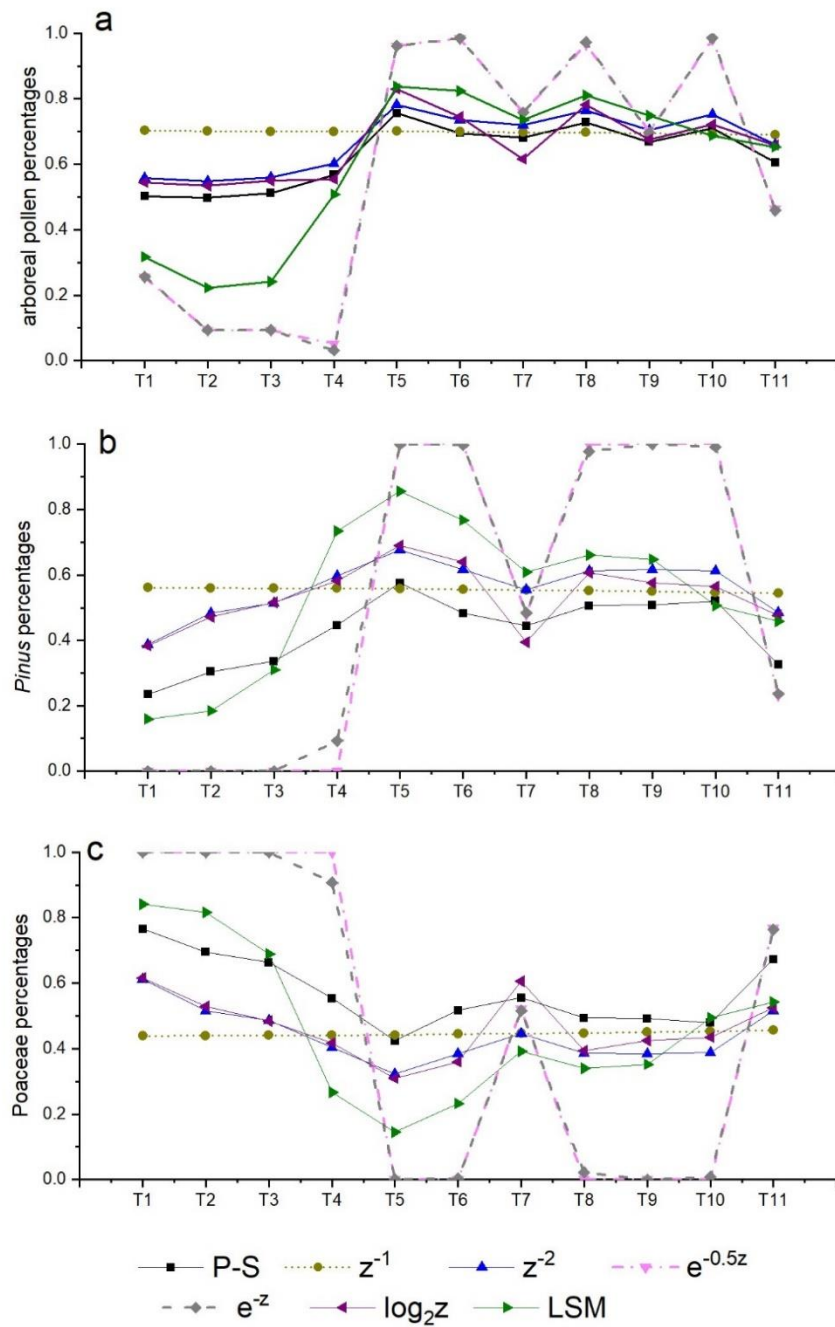 a
arboreal pollen percentages
1.0
0.8
0.6
0.4
0.2
0.0
T1 T2 T3 T4 T5 T6 T7 T8 T9 T10 T11
b
Pinus percentages
1.0
0.8
0.6
0.4
0.2
0.0
T1 T2 T3 T4 T5 T6 T7 T8 T9 T10 T11
c
Poaceae percentages
1.0
0.8
0.6
0.4
0.2
0.0
T1 T2 T3 T4 T5 T6 T7 T8 T9 T10 T11
P-S z⁻¹ z⁻² e⁻⁰·⁵ᶻ
e⁻ᶻ log₂z LSM